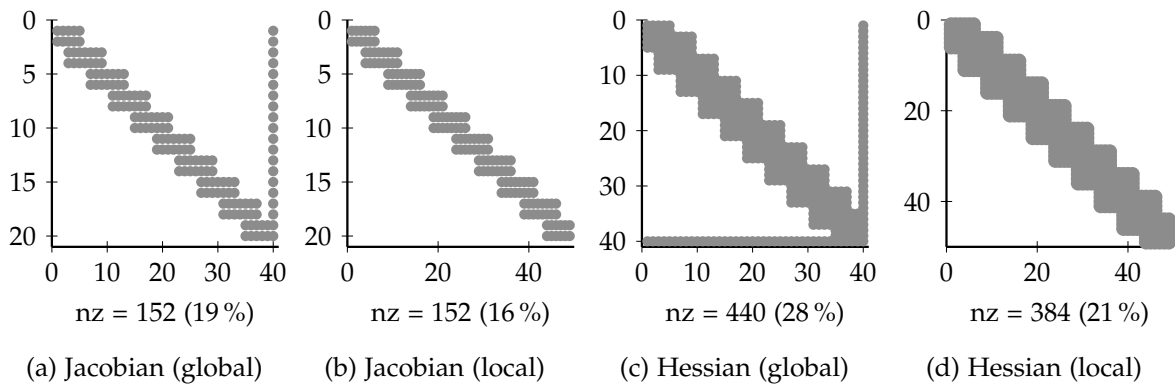 0
5
10
15
20
0 10 20 30 40
nz = 152 (19 %)
(a) Jacobian (global)
0
5
10
15
20
0 20 40
nz = 152 (16 %)
(b) Jacobian (local)
0
10
20
30
40
0 10 20 30 40
nz = 440 (28 %)
(c) Hessian (global)
0
20
40
0 20 40
nz = 384 (21 %)
(d) Hessian (local)